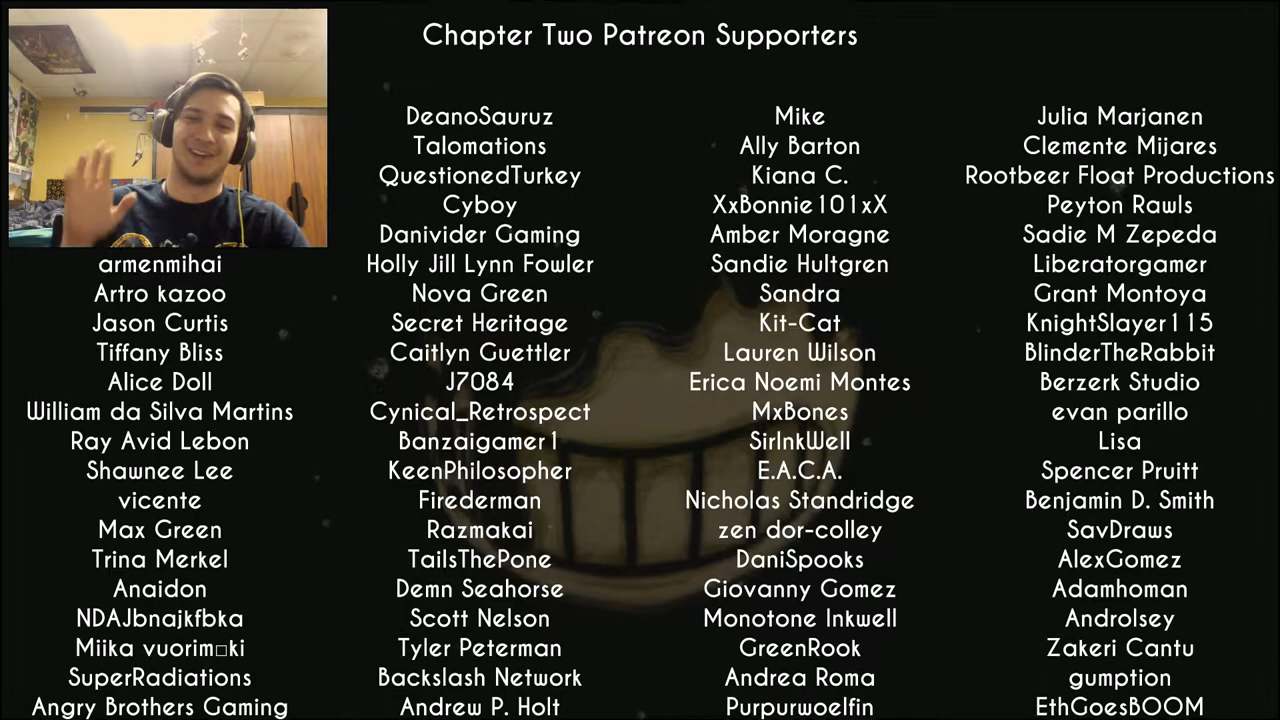 Chapter Two Patreon Supporters
armenmihai
Artro kazoo
Jason Curtis
Tiffany Bliss
Alice Doll
William da Silva Martins
Ray Avid Lebon
Shawnee Lee
vicente
Max Green
Trina Merkel
Anaidon
NDAJbnajkfbka
Miika vuorim□ki
SuperRadiations
Angry Brothers Gaming
DeanoSauruz
Talomations
QuestionedTurkey
Cyboy
Danivider Gaming
Holly Jill Lynn Fowler
Nova Green
Secret Heritage
Caitlyn Guettler
J7084
Cynical_Retrospect
Banzaigamer1
KeenPhilosopher
Firederman
Razmakai
TailsThePone
Demn Seahorse
Scott Nelson
Tyler Peterman
Backslash Network
Andrew P. Holt
Mike
Ally Barton
Kiana C.
XxBonnie101xX
Amber Moragne
Sandie Hultgren
Sandra
Kit-Cat
Lauren Wilson
Erica Noemi Montes
MxBones
SirInkWell
E.A.C.A.
Nicholas Standridge
zen dor-colley
DaniSpooks
Giovanny Gomez
Monotone Inkwell
GreenRook
Andrea Roma
Purpurwoelfin
Julia Marjanen
Clemente Mijares
Rootbeer Float Productions
Peyton Rawls
Sadie M Zepeda
Liberatorgamer
Grant Montoya
KnightSlayer115
BlinderTheRabbit
Berzerk Studio
evan parillo
Lisa
Spencer Pruitt
Benjamin D. Smith
SavDraws
AlexGomez
Adamhoman
Androlsey
Zakeri Cantu
gumption
EthGoesBOOM